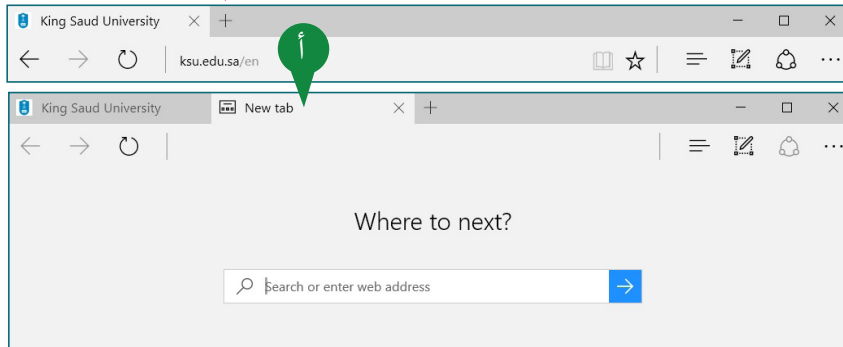 King Saud University
ksu.edu.sa/en
أ
King Saud University New tab
Where to next?
Search or enter web address